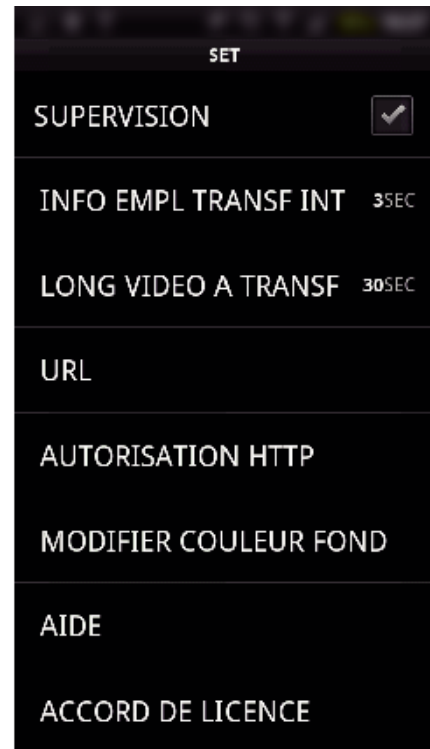 SET
SUPERVISION
INFO EMPL TRANSF INT 3SEC
LONG VIDEO A TRANSF 30SEC
URL
AUTORISATION HTTP
MODIFIER COULEUR FOND
AIDE
ACCORD DE LICENCE